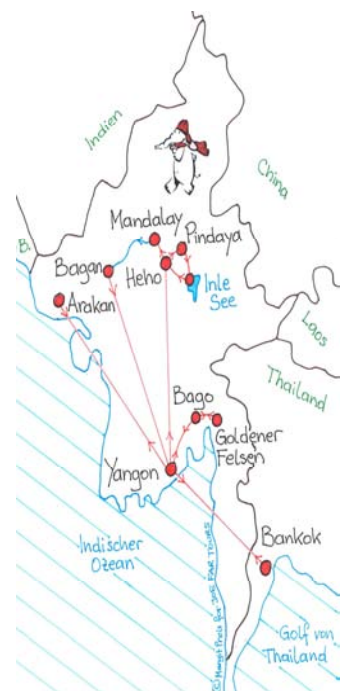 Indien
China
Mandalay
Pindaya
B.
Bagan
Heho
Inle
See
Arakan
Laos
Thailand
Bago
Goldener
Felsen
Yangon
Indischer
Ozean
Bankok
Golf von
Thailand